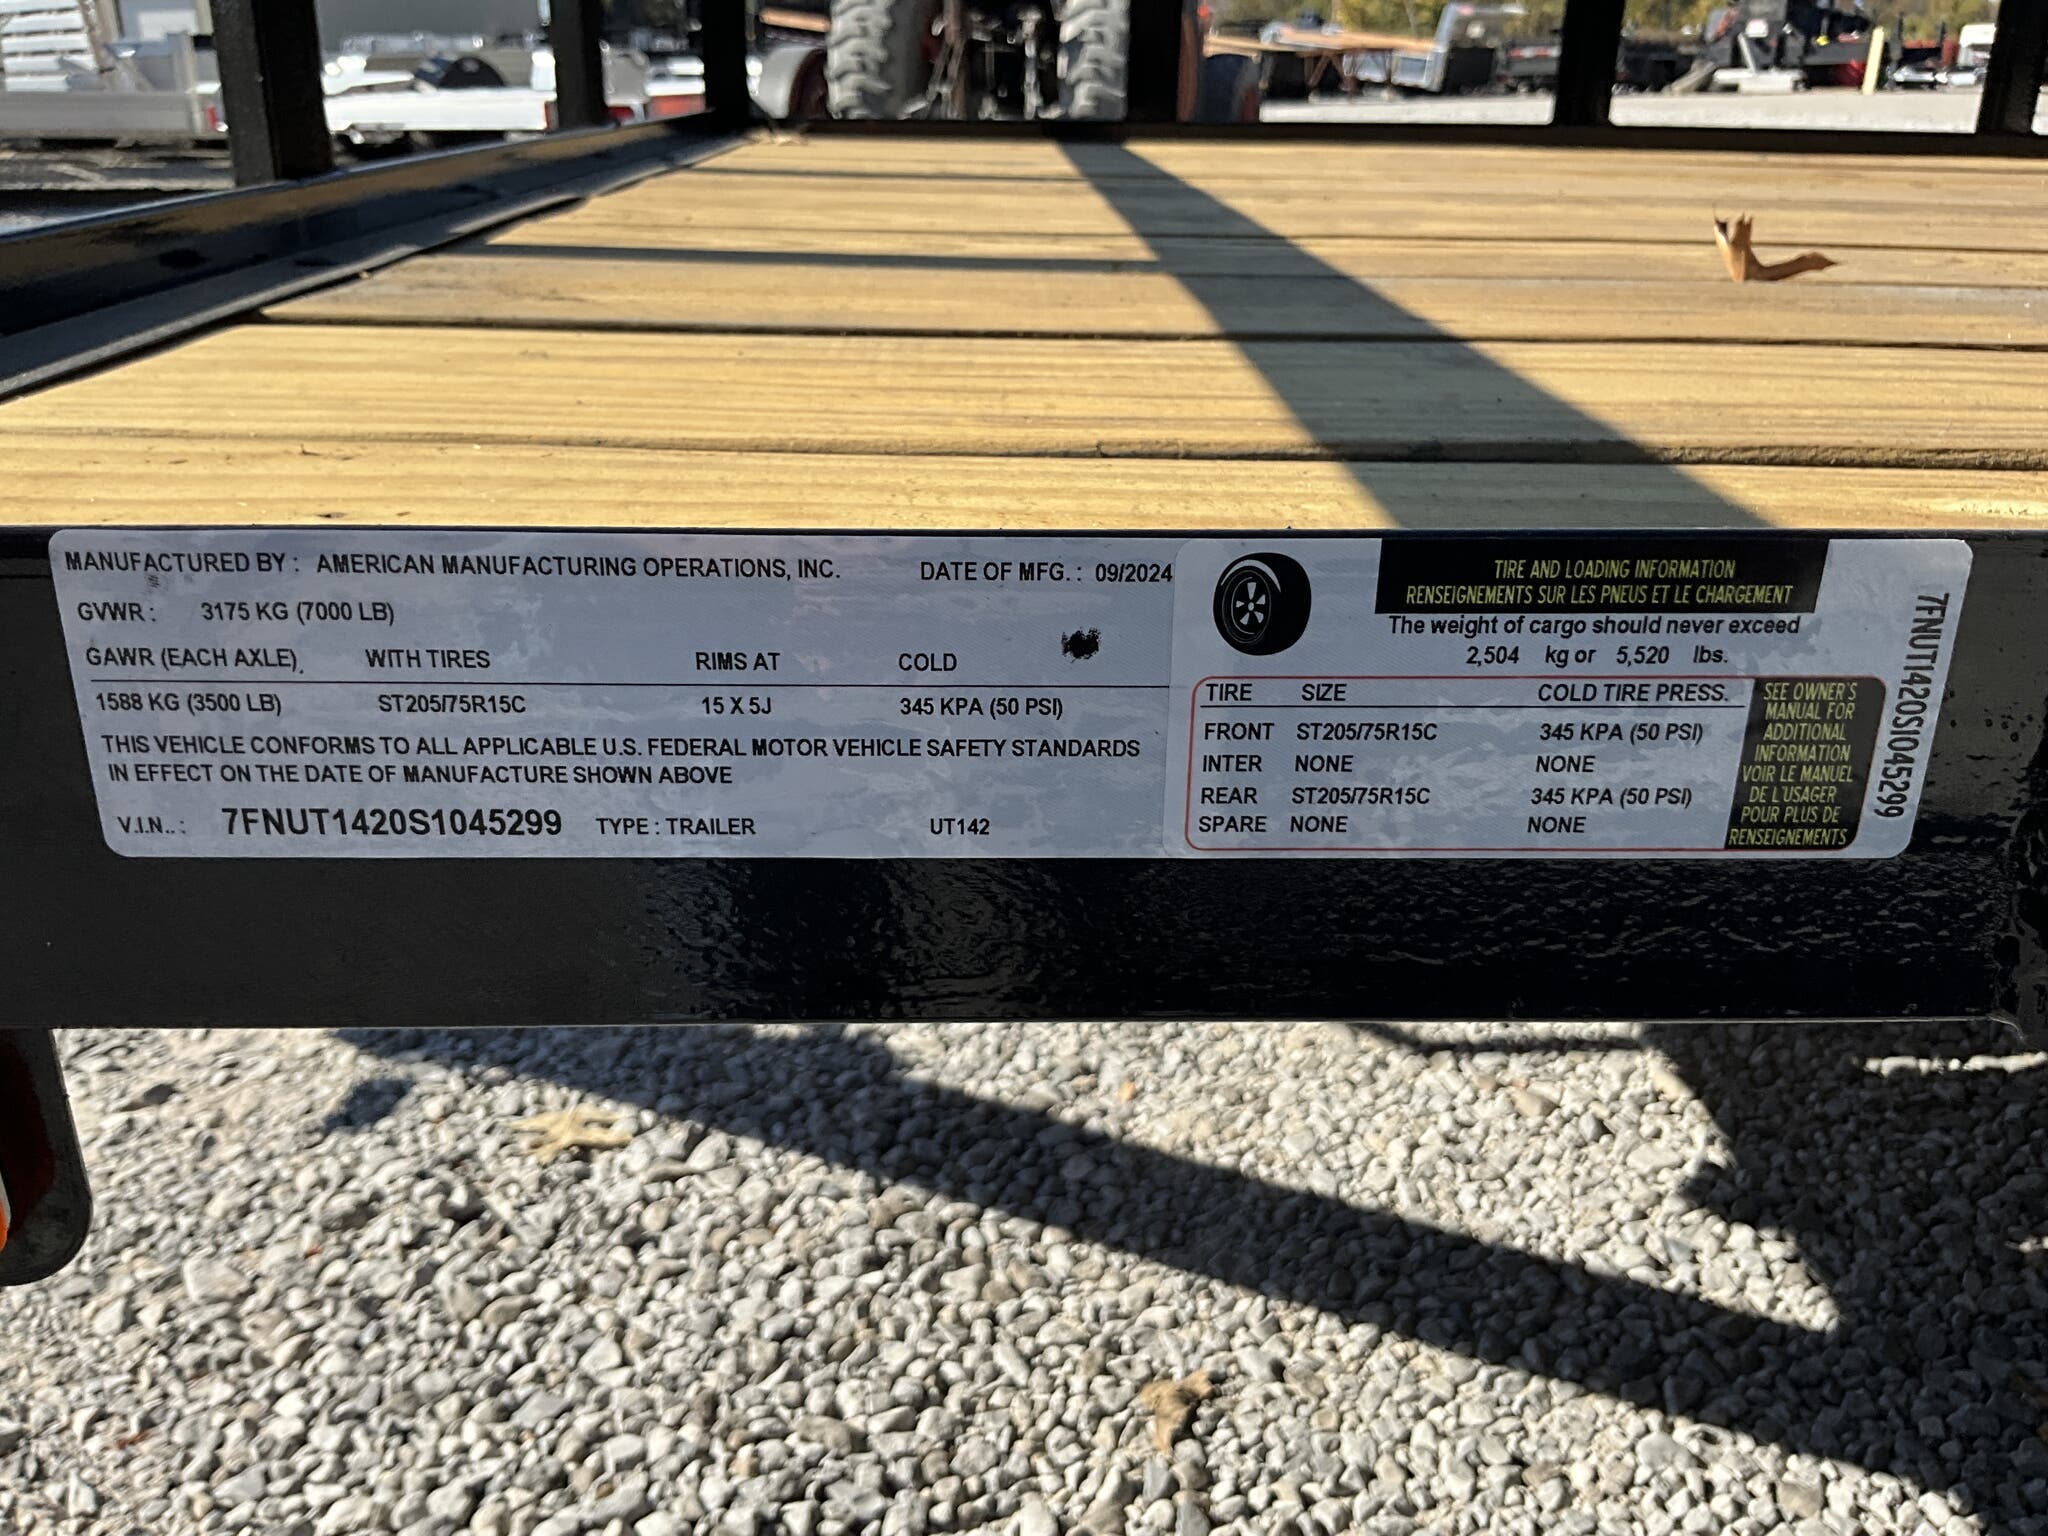 MANUFACTURED BY : AMERICAN MANUFACTURING OPERATIONS, INC. DATE OF MFG. : 09/2024
GVWR : 3175 KG (7000 LB)
GAWR (EACH AXLE) WITH TIRES RIMS AT COLD
1588 KG (3500 LB) ST205/75R15C 15 X 5J 345 KPA (50 PSI)
THIS VEHICLE CONFORMS TO ALL APPLICABLE U.S. FEDERAL MOTOR VEHICLE SAFETY STANDARDS
IN EFFECT ON THE DATE OF MANUFACTURE SHOWN ABOVE
V.I.N.. : 7FNUT1420S1045299 TYPE : TRAILER UT142
TIRE AND LOADING INFORMATION
RENSEIGNEMENTS SUR LES PNEUS ET LE CHARGEMENT
The weight of cargo should never exceed
2,504 kg or 5,520 lbs.
TIRE SIZE COLD TIRE PRESS.
FRONT ST205/75R15C 345 KPA (50 PSI)
INTER NONE NONE
REAR ST205/75R15C 345 KPA (50 PSI)
SPARE NONE NONE
SEE OWNER'S
MANUAL FOR
ADDITIONAL
INFORMATION
VOIR LE MANUEL
DE L'USAGER
POUR PLUS DE
RENSEIGNEMENTS
7FNUT1420S1045299